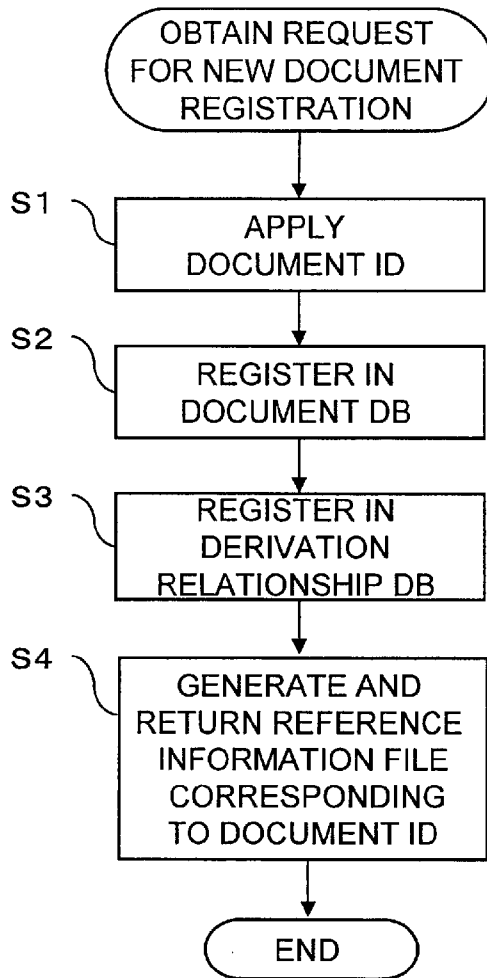 OBTAIN REQUEST
FOR NEW DOCUMENT
REGISTRATION
S1
APPLY
DOCUMENT ID
S2
REGISTER IN
DOCUMENT DB
S3
REGISTER IN
DERIVATION
RELATIONSHIP DB
S4
GENERATE AND
RETURN REFERENCE
INFORMATION FILE
CORRESPONDING
TO DOCUMENT ID
END